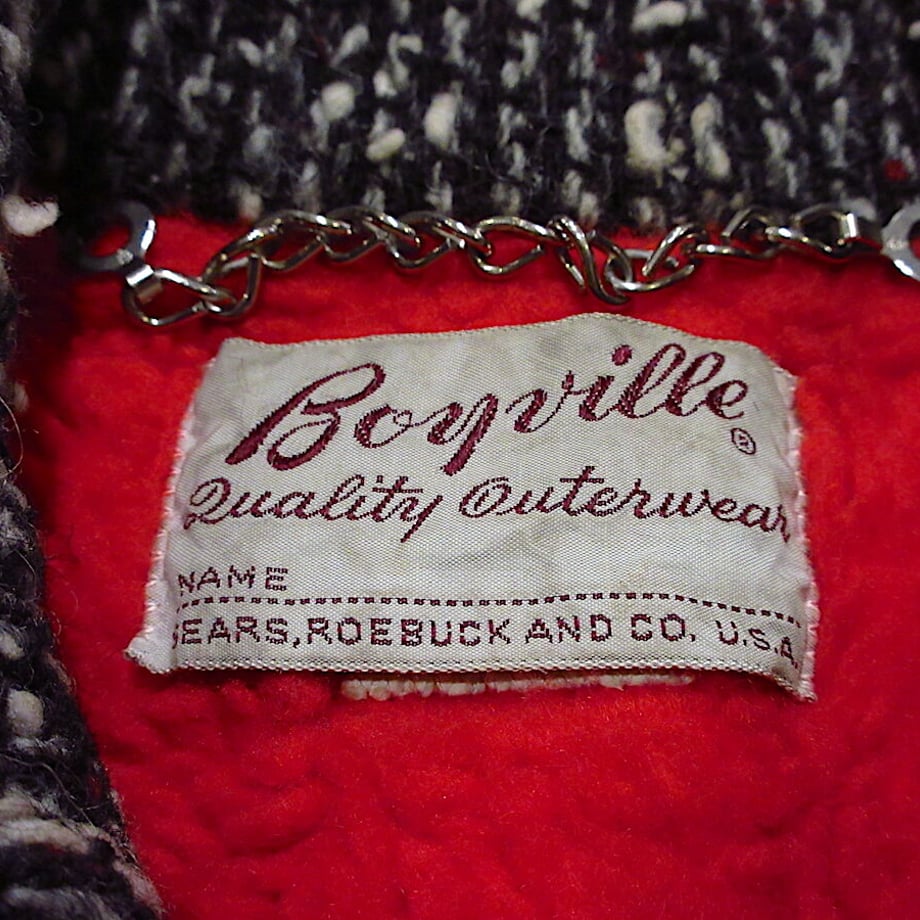 Boyville ®
Quality Outerwear
NAME
SEARS, ROEBUCK AND CO. U.S.A.